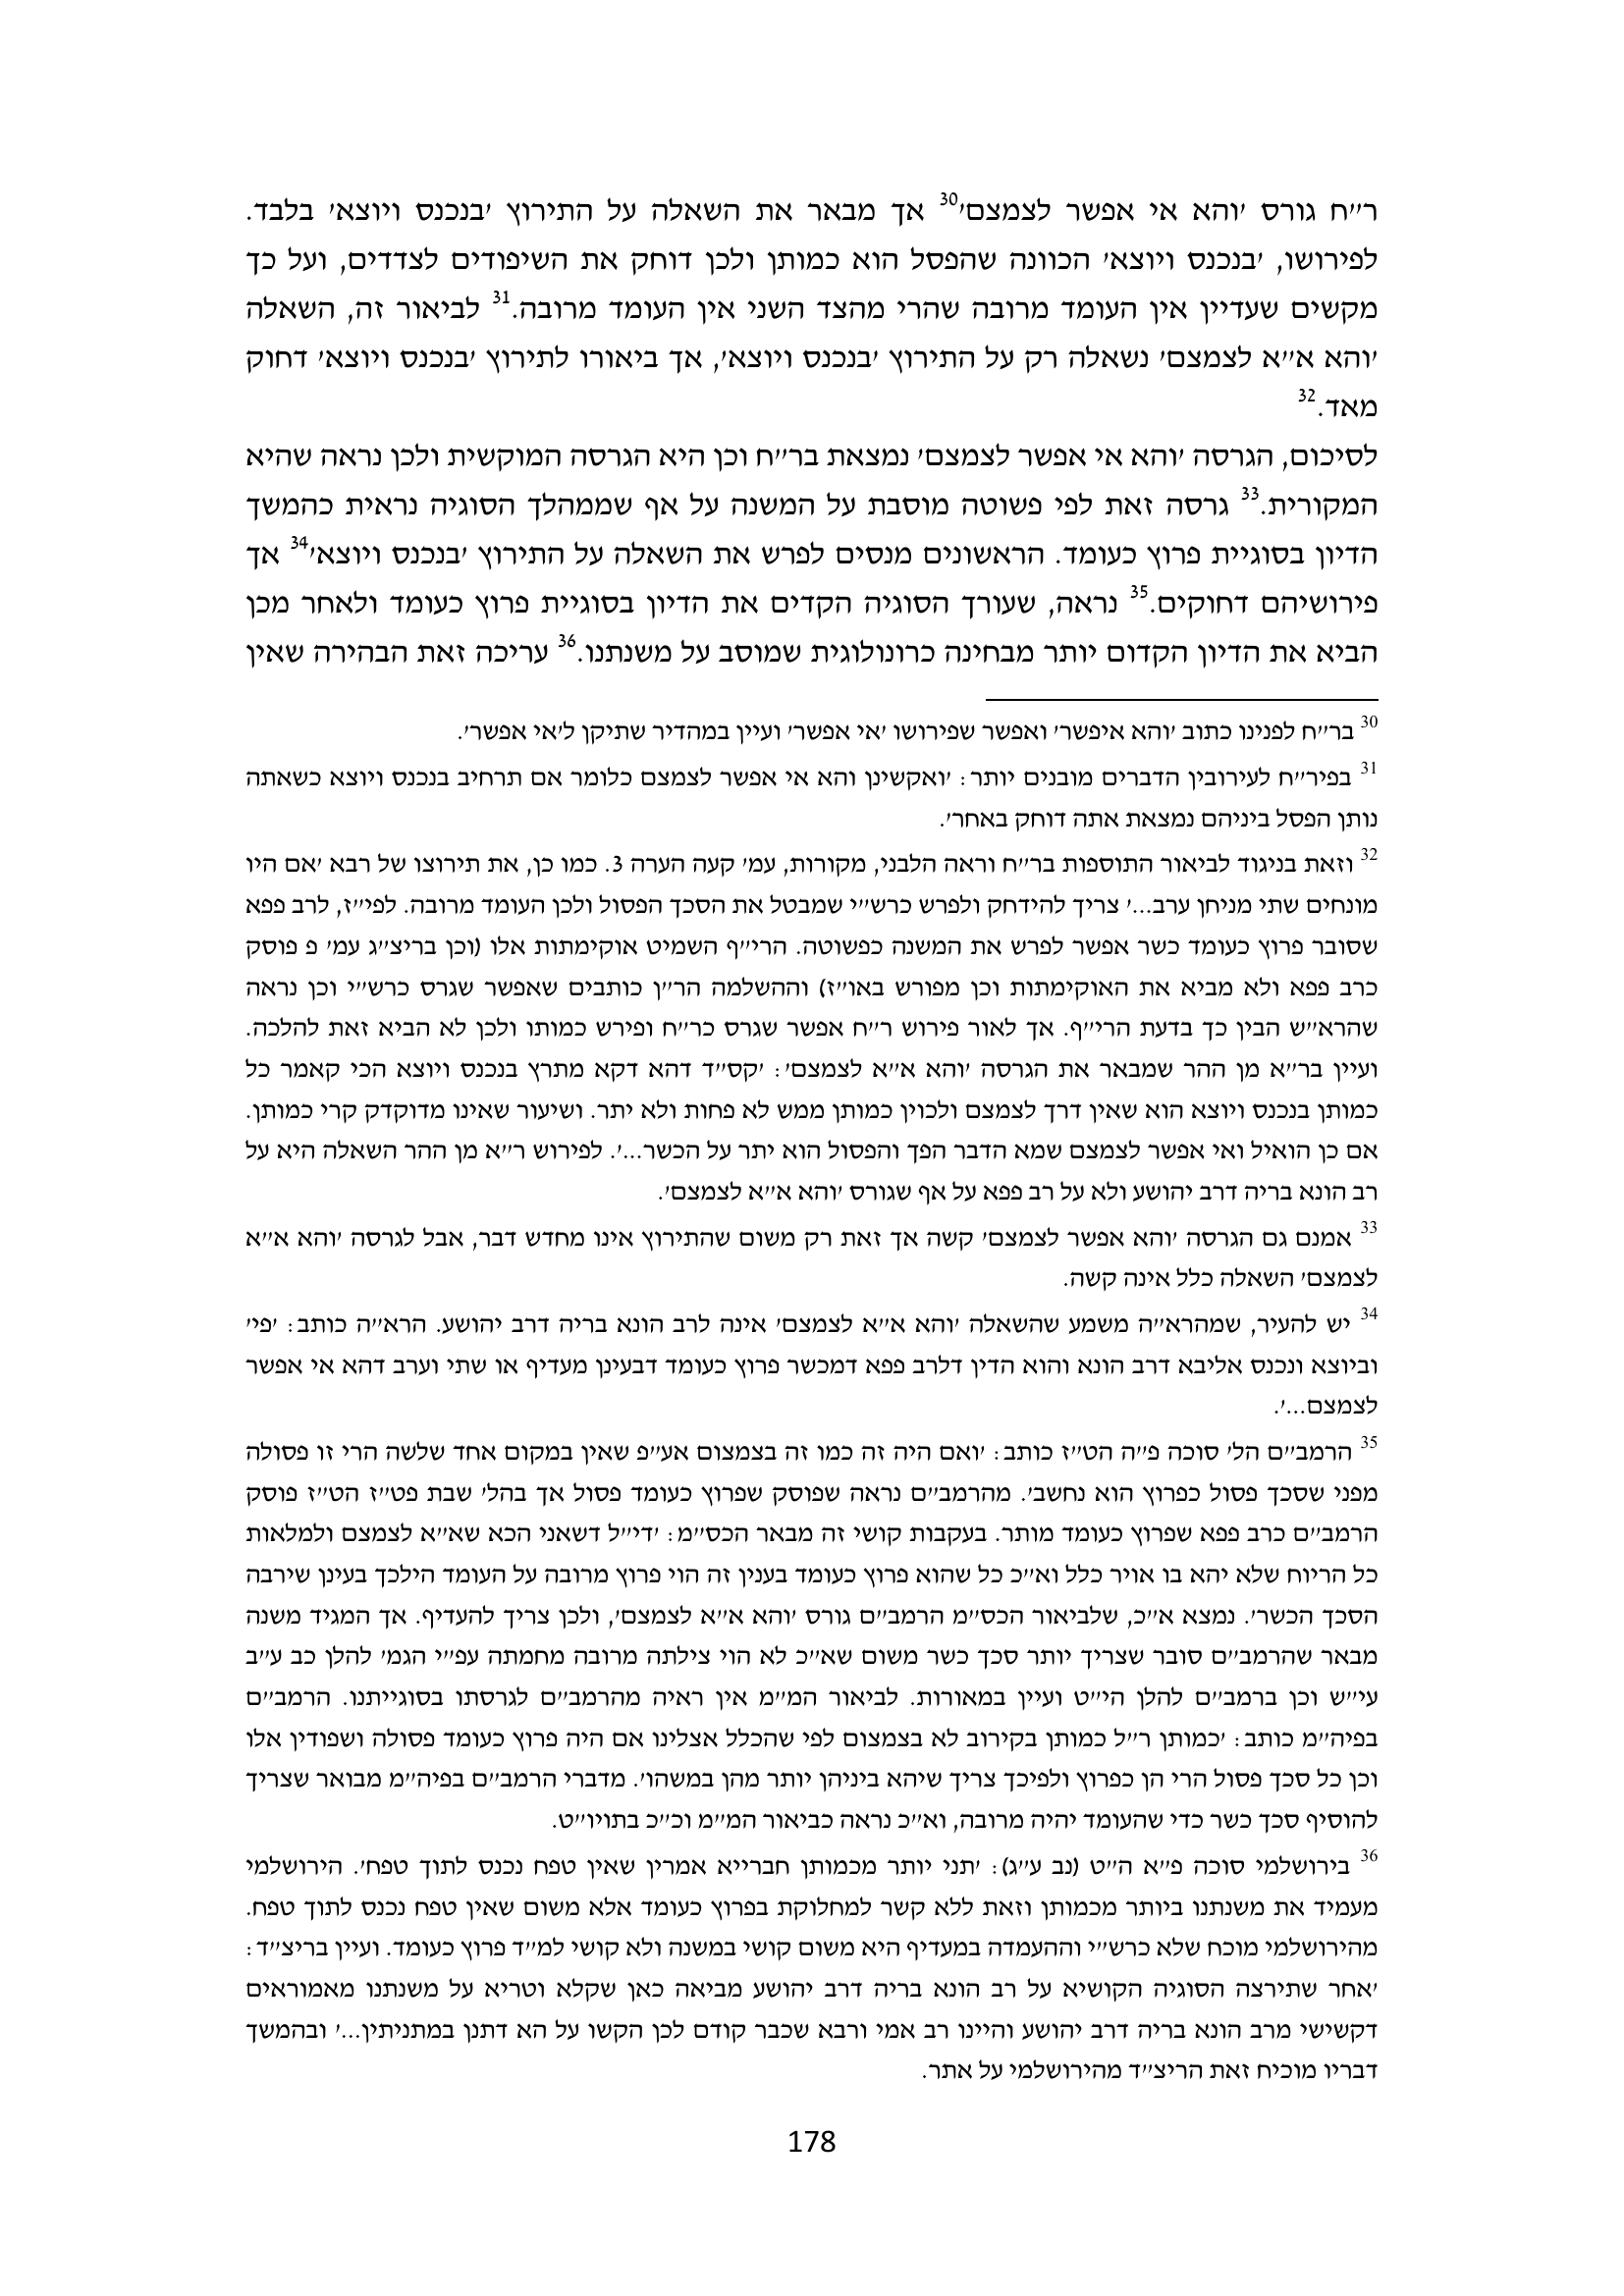 ר״ח גורס ׳והא אי אפשר לצמצם׳30 אך מבאר את השאלה על התירוץ ׳בנכנס ויוצא׳ בלבד.
לפירושו, ׳בנכנס ויוצא׳ הכוונה שהפסל הוא כמותן ולכן דוחק את השיפודים לצדדים, ועל כך
מקשים שעדיין אין העומד מרובה שהרי מהצד השני אין העומד מרובה.31 לביאור זה, השאלה
׳והא א״א לצמצם׳ נשאלה רק על התירוץ ׳בנכנס ויוצא׳, אך ביאורו לתירוץ ׳בנכנס ויוצא׳ דחוק
מאד.32
לסיכום, הגרסה ׳והא אי אפשר לצמצם׳ נמצאת בר״ח וכן היא הגרסה המוקשית ולכן נראה שהיא
המקורית.33 גרסה זאת לפי פשוטה מוסבת על המשנה על אף שממהלך הסוגיה נראית כהמשך
הדיון בסוגיית פרוץ כעומד. הראשונים מנסים לפרש את השאלה על התירוץ ׳בנכנס ויוצא׳34 אך
פירושיהם דחוקים.35 נראה, שעורך הסוגיה הקדים את הדיון בסוגיית פרוץ כעומד ולאחר מכן
הביא את הדיון הקדום יותר מבחינה כרונולוגית שמוסב על משנתנו.36 עריכה זאת הבהירה שאין
30 בר״ח לפנינו כתוב ׳והא איפשר׳ ואפשר שפירושו ׳אי אפשר׳ ועיין במהדיר שתיקן ל׳אי אפשר׳.
31 בפיר״ח לעירובין הדברים מובנים יותר: ׳ואקשינן והא אי אפשר לצמצם כלומר אם תרחיב בנכנס ויוצא כשאתה
נותן הפסל ביניהם נמצאת אתה דוחק באחר׳.
32 וזאת בניגוד לביאור התוספות בר״ח וראה הלבני, מקורות, עמ׳ קעה הערה 3. כמו כן, את תירוצו של רבא ׳אם היו
מונחים שתי מניחן ערב...׳ צריך להידחק ולפרש כרש״י שמבטל את הסכך הפסול ולכן העומד מרובה. לפי״ז, לרב פפא
שסובר פרוץ כעומד כשר אפשר לפרש את המשנה כפשוטה. הרי״ף השמיט אוקימתות אלו (וכן בריצ״ג עמ׳ פ פוסק
כרב פפא ולא מביא את האוקימתות וכן מפורש באו״ז) וההשלמה הר״ן כותבים שאפשר שגרס כרש״י וכן נראה
שהרא״ש הבין כך בדעת הרי״ף. אך לאור פירוש ר״ח אפשר שגרס כר״ח ופירש כמותו ולכן לא הביא זאת להלכה.
ועיין בר״א מן ההר שמבאר את הגרסה ׳והא א״א לצמצם׳: ׳קס״ד דהא דקא מתרץ בנכנס ויוצא הכי קאמר כל
כמותן בנכנס ויוצא הוא שאין דרך לצמצם ולכוין כמותן ממש לא פחות ולא יתר. ושיעור שאינו מדוקדק קרי כמותן.
אם כן הואיל ואי אפשר לצמצם שמא הדבר הפך והפסול הוא יתר על הכשר...׳. לפירוש ר״א מן ההר השאלה היא על
רב הונא בריה דרב יהושע ולא על רב פפא על אף שגורס ׳והא א״א לצמצם׳.
33 אמנם גם הגרסה ׳והא אפשר לצמצם׳ קשה אך זאת רק משום שהתירוץ אינו מחדש דבר, אבל לגרסה ׳והא א״א
לצמצם׳ השאלה כלל אינה קשה.
34 יש להעיר, שמהרא״ה משמע שהשאלה ׳והא א״א לצמצם׳ אינה לרב הונא בריה דרב יהושע. הרא״ה כותב: ׳פי׳
וביוצא ונכנס אליבא דרב הונא והוא הדין דלרב פפא דמכשר פרוץ כעומד דבעינן מעדיף או שתי וערב דהא אי אפשר
לצמצם...׳.
35 הרמב״ם הל׳ סוכה פ״ה הט״ז כותב: ׳ואם היה זה כמו זה בצמצום אע״פ שאין במקום אחד שלשה הרי זו פסולה
מפני שסכך פסול כפרוץ הוא נחשב׳. מהרמב״ם נראה שפוסק שפרוץ כעומד פסול אך בהל׳ שבת פט״ז הט״ז פוסק
הרמב״ם כרב פפא שפרוץ כעומד מותר. בעקבות קושי זה מבאר הכס״מ: ׳די״ל דשאני הכא שא״א לצמצם ולמלאות
כל הריוח שלא יהא בו אויר כלל וא״כ כל שהוא פרוץ כעומד בענין זה הוי פרוץ מרובה על העומד הילכך בעינן שירבה
הסכך הכשר׳. נמצא א״כ, שלביאור הכס״מ הרמב״ם גורס ׳והא א״א לצמצם׳, ולכן צריך להעדיף. אך המגיד משנה
מבאר שהרמב״ם סובר שצריך יותר סכך כשר משום שא״כ לא הוי צילתה מרובה מחמתה עפ״י הגמ׳ להלן כב ע״ב
עי״ש וכן ברמב״ם להלן הי״ט ועיין במאורות. לביאור המ״מ אין ראיה מהרמב״ם לגרסתו בסוגייתנו. הרמב״ם
בפיה״מ כותב: ׳כמותן ר״ל כמותן בקירוב לא בצמצום לפי שהכלל אצלינו אם היה פרוץ כעומד פסולה ושפודין אלו
וכן כל סכך פסול הרי הן כפרוץ ולפיכך צריך שיהא ביניהן יותר מהן במשהו׳. מדברי הרמב״ם בפיה״מ מבואר שצריך
להוסיף סכך כשר כדי שהעומד יהיה מרובה, וא״כ נראה כביאור המ״מ וכ״כ בתויו״ט.
36 בירושלמי סוכה פ״א ה״ט (נב ע״ג): ׳תני יותר מכמותן חברייא אמרין שאין טפח נכנס לתוך טפח׳. הירושלמי
מעמיד את משנתנו ביותר מכמותן וזאת ללא קשר למחלוקת בפרוץ כעומד אלא משום שאין טפח נכנס לתוך טפח.
מהירושלמי מוכח שלא כרש״י וההעמדה במעדיף היא משום קושי במשנה ולא קושי למ״ד פרוץ כעומד. ועיין בריצ״ד:
׳אחר שתירצה הסוגיה הקושיא על רב הונא בריה דרב יהושע מביאה כאן שקלא וטריא על משנתנו מאמוראים
דקשישי מרב הונא בריה דרב יהושע והיינו רב אמי ורבא שכבר קודם לכן הקשו על הא דתנן במתניתין...׳ ובהמשך
דבריו מוכיח זאת הריצ״ד מהירושלמי על אתר.
178